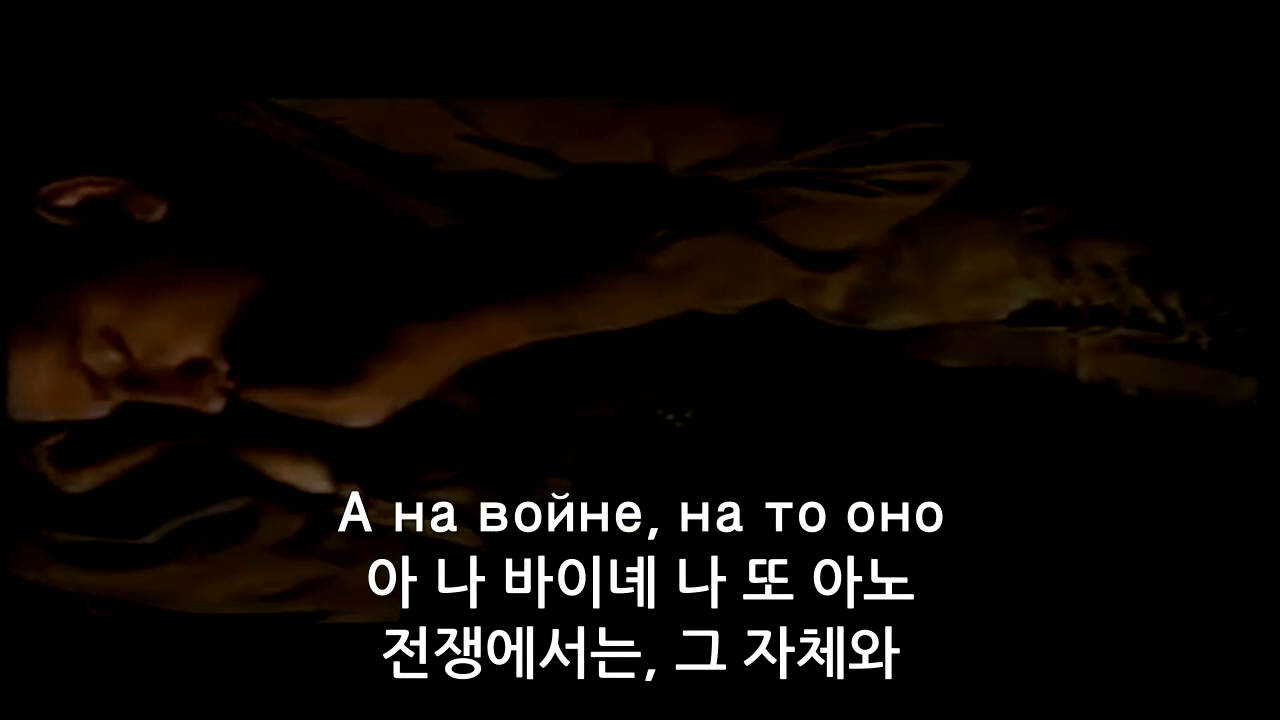 А на войне, на то оно
아 나 바이녜 나 또 아노
전쟁에서는, 그 자체와